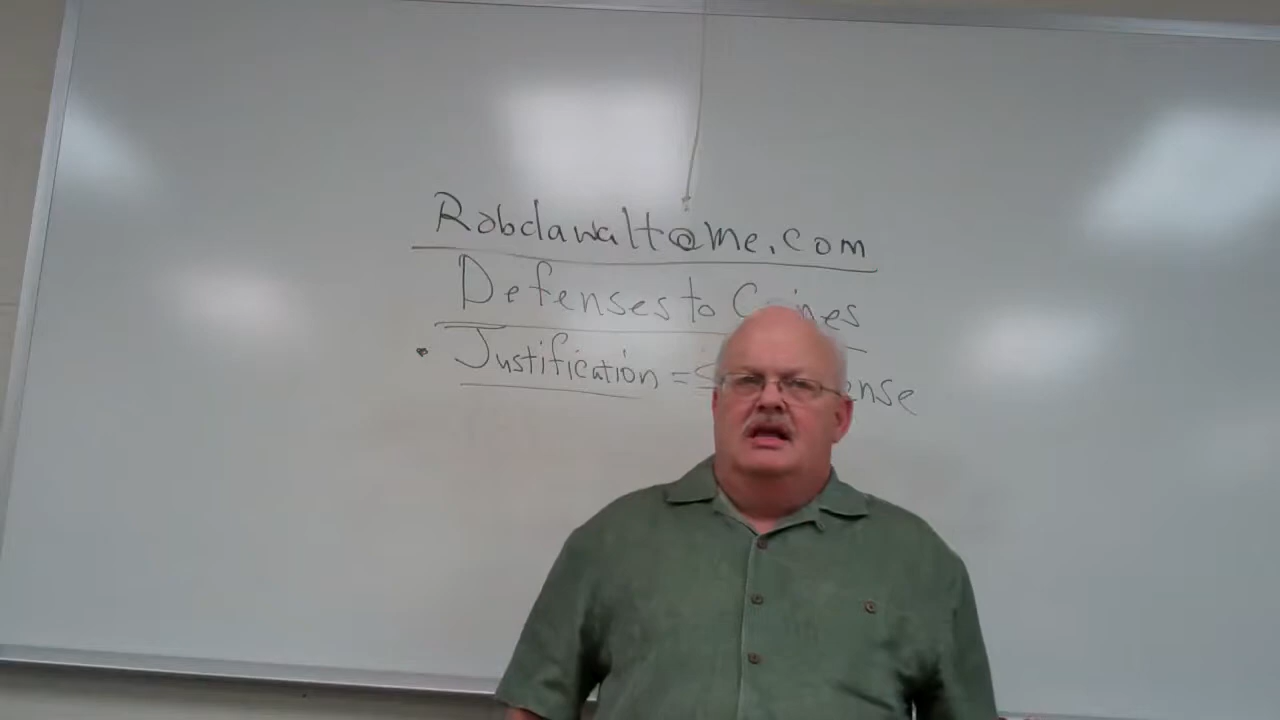 Robdawalt@me.com
Defenses to
Justification =